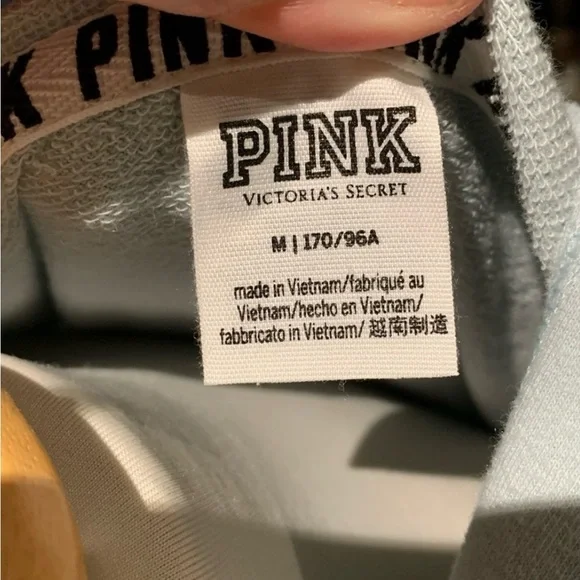 K PINK
PINK
VICTORIA'S SECRET
M | 170/96A
made in Vietnam/fabriqué au
Vietnam/hecho en Vietnam/
fabbricato in Vietnam/ 越南制造